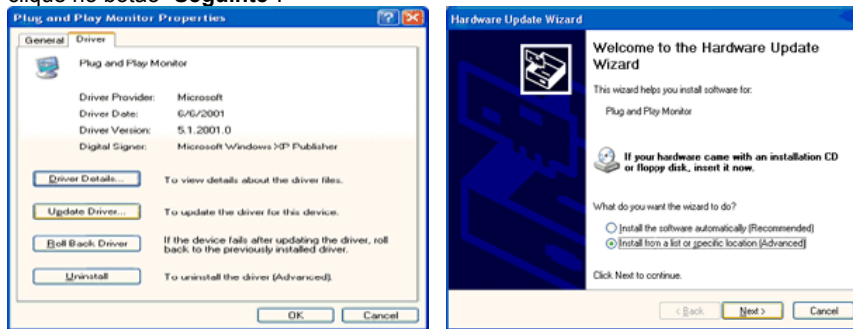 clique no botão "Seguinte".
Plug and Play Monitor Properties
General Driver
Plug and Play Monitor
Driver Provider: Microsoft
Driver Date: 6/6/2001
Driver Version: 5.1.2001.0
Digital Signer: Microsoft Windows XP Publisher
Driver Details... To view details about the driver files.
Update Driver... To update the driver for this device.
Roll Back Driver If the device fails after updating the driver, roll
back to the previously installed driver.
Uninstall To uninstall the driver (Advanced).
OK Cancel
Hardware Update Wizard
Welcome to the Hardware Update
Wizard
This wizard helps you install software for:
Plug and Play Monitor
If your hardware came with an installation CD
or floppy disk, insert it now.
What do you want the wizard to do?
Install the software automatically (Recommended)
Install from a list or specific location (Advanced)
Click Next to continue.
< Back Next > Cancel